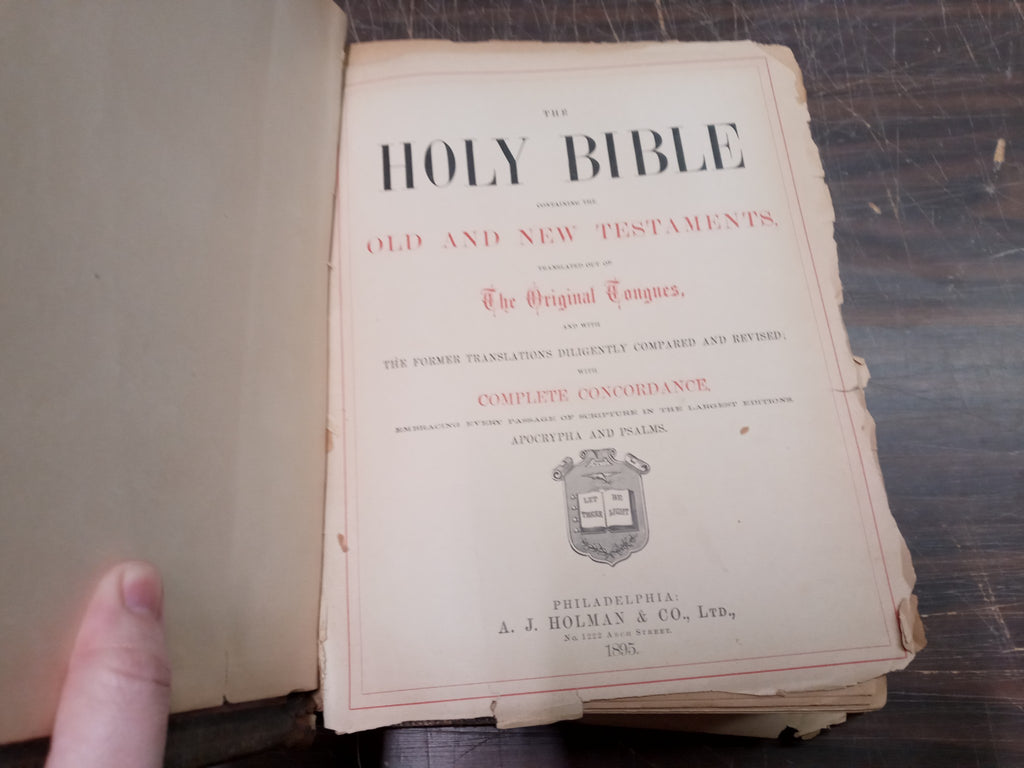 THE
HOLY BIBLE
CONTAINING THE
OLD AND NEW TESTAMENTS,
TRANSLATED OUT OF
The Original Tongues,
AND WITH
THE FORMER TRANSLATIONS DILIGENTLY COMPARED AND REVISED;
WITH
COMPLETE CONCORDANCE,
EMBRACING EVERY PASSAGE OF SCRIPTURE IN THE LARGEST EDITIONS.
APOCRYPHA AND PSALMS.
LET THERE
BE LIGHT
PHILADELPHIA:
A. J. HOLMAN & CO., LTD.,
No. 1222 ARCH STREET.
1895.